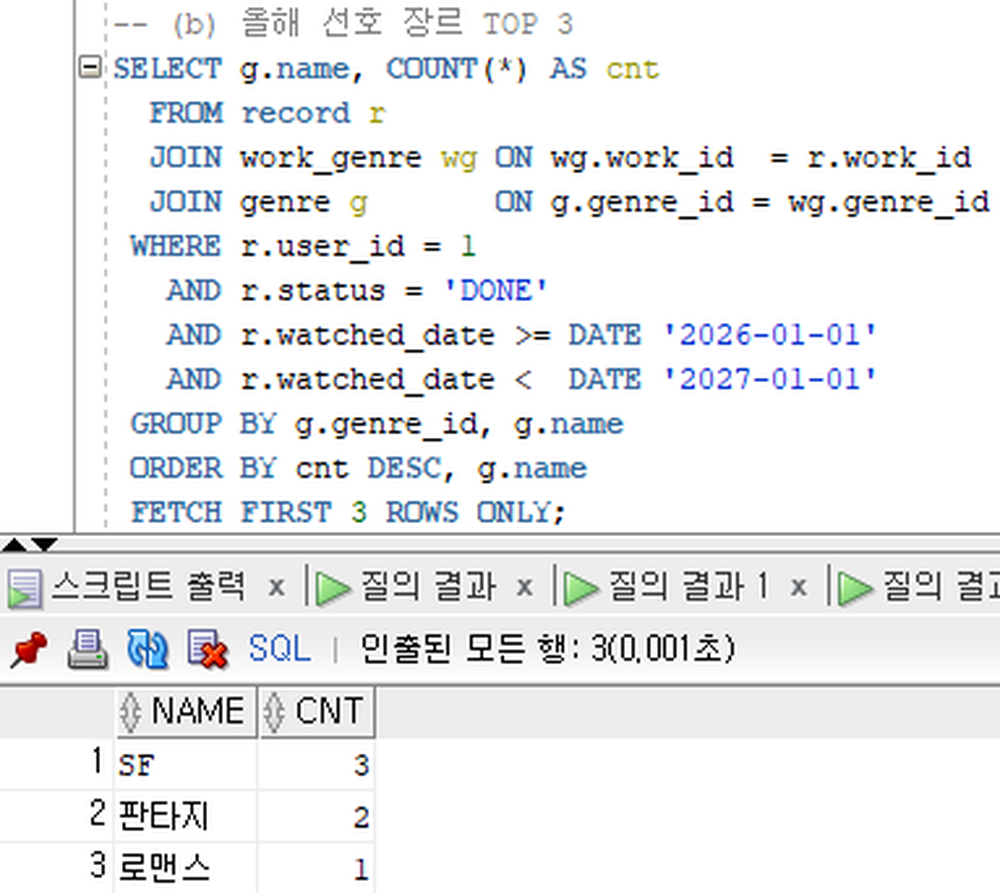 -- (b) 올해 선호 장르 TOP 3
SELECT g.name, COUNT(*) AS cnt
FROM record r
JOIN work_genre wg ON wg.work_id  = r.work_id
JOIN genre g       ON g.genre_id = wg.genre_id
WHERE r.user_id = 1
AND r.status = 'DONE'
AND r.watched_date >= DATE '2026-01-01'
AND r.watched_date <  DATE '2027-01-01'
GROUP BY g.genre_id, g.name
ORDER BY cnt DESC, g.name
FETCH FIRST 3 ROWS ONLY;
스크립트 출력 x 질의 결과 x 질의 결과 1 x 질의 결과
SQL | 인출된 모든 행: 3(0,001초)
NAME CNT
1 SF 3
2 판타지 2
3 로맨스 1